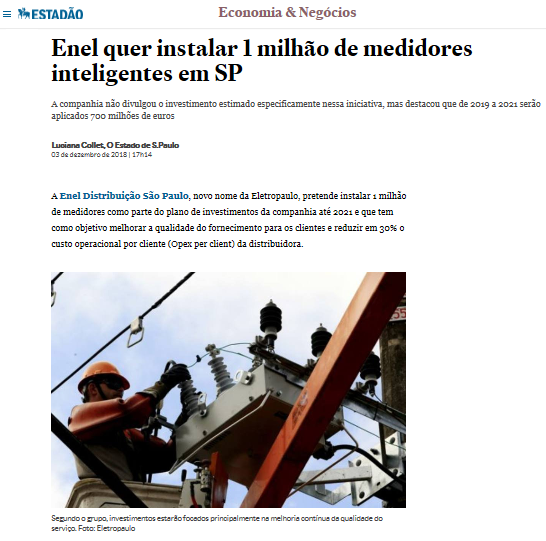 ESTADÃO
Economia & Negócios
Enel quer instalar 1 milhão de medidores
inteligentes em SP
A companhia não divulgou o investimento estimado especificamente nessa iniciativa, mas destacou que de 2019 a 2021 serão
aplicados 700 milhões de euros
Luciana Collet, O Estado de S.Paulo
03 de dezembro de 2018 | 17h14
A Enel Distribuição São Paulo, novo nome da Eletropaulo, pretende instalar 1 milhão
de medidores como parte do plano de investimentos da companhia até 2021 e que tem
como objetivo melhorar a qualidade do fornecimento para os clientes e reduzir em 30% o
custo operacional por cliente (Opex per client) da distribuidora.
Segundo o grupo, investimentos estarão focados principalmente na melhoria contínua da qualidade do
serviço. Foto: Eletropaulo